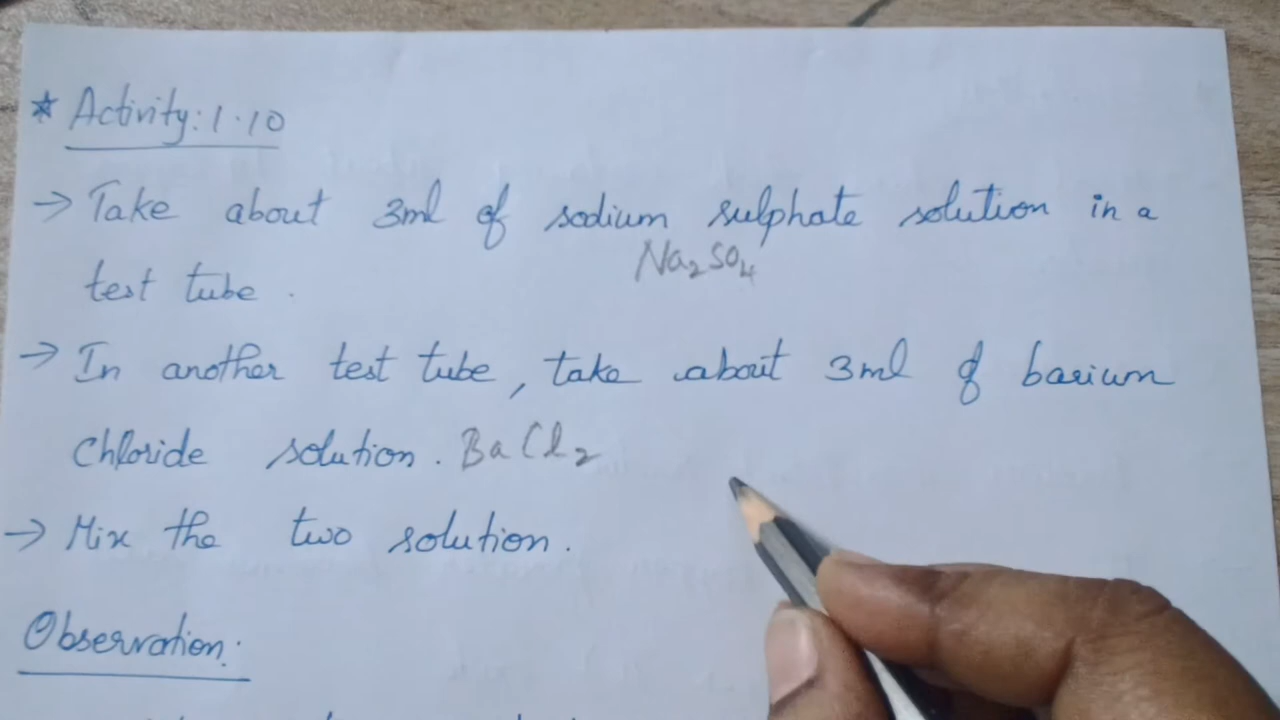 * Activity: 1.10
→ Take about 3ml of sodium sulphate solution in a
Na₂SO₄
test tube.
→ In another test tube, take about 3ml of barium
chloride solution. BaCl₂
→ Mix the two solution.
Observation: